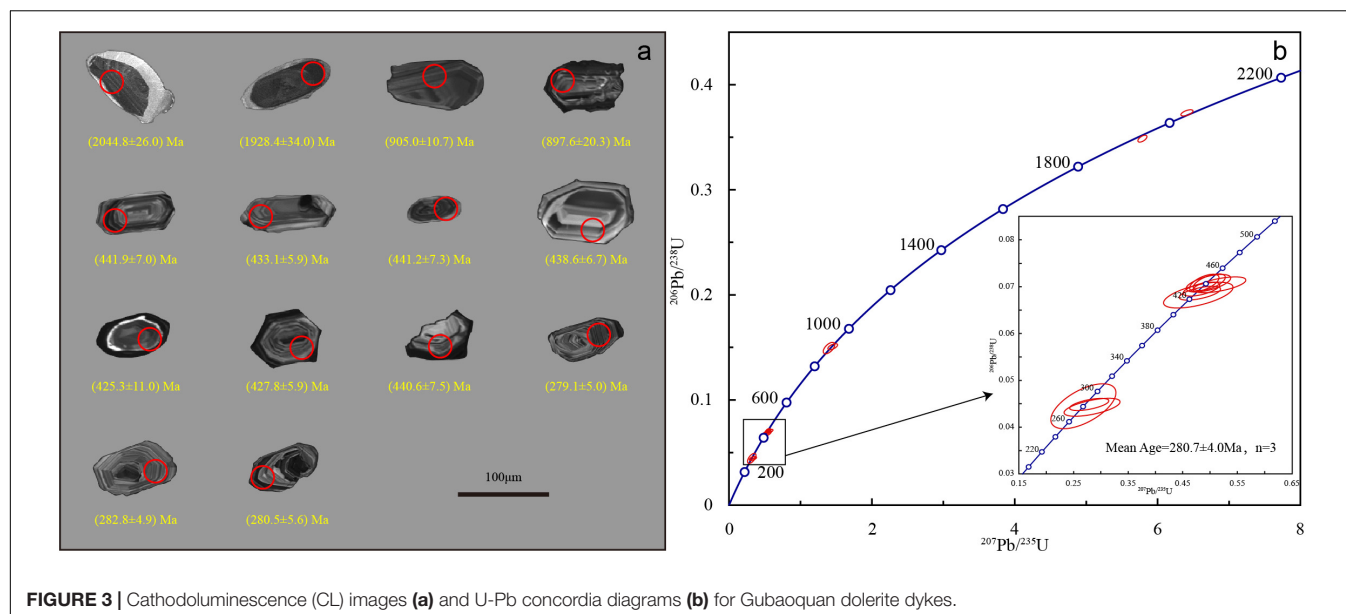 a
(2044.8±26.0) Ma (1928.4±34.0) Ma (905.0±10.7) Ma (897.6±20.3) Ma
(441.9±7.0) Ma (433.1±5.9) Ma (441.2±7.3) Ma (438.6±6.7) Ma
(425.3±11.0) Ma (427.8±5.9) Ma (440.6±7.5) Ma (279.1±5.0) Ma
(282.8±4.9) Ma (280.5±5.6) Ma
100μm
b
0.4
0.3
0.2
0.1
0
²⁰⁶Pb/²³⁸U
2200
1800
1400
1000
600
200
0 2 4 6 8
²⁰⁷Pb/²³⁵U
0.08
0.08
0.07
0.06
0.06
0.05
0.04
0.03
²⁰⁶Pb/²³⁸U
500
460
420
380
340
300
260
220
Mean Age=280.7±4.0Ma, n=3
0.15 0.25 0.35 0.45 0.55 0.65
²⁰⁷Pb/²³⁵U
FIGURE 3 | Cathodoluminescence (CL) images (a) and U-Pb concordia diagrams (b) for Gubaoquan dolerite dykes.